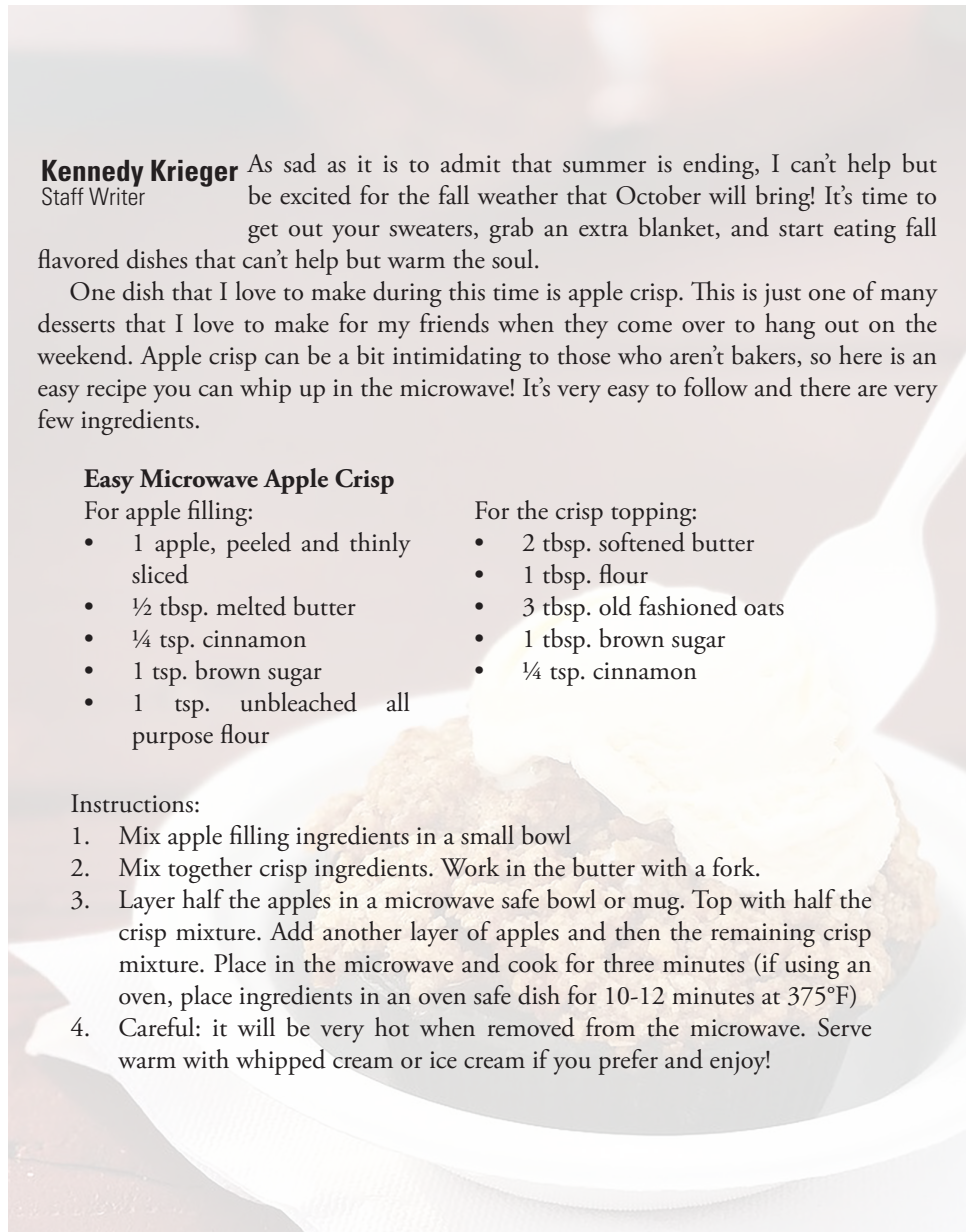 Kennedy Krieger
Staff Writer
As sad as it is to admit that summer is ending, I can't help but
be excited for the fall weather that October will bring! It's time to
get out your sweaters, grab an extra blanket, and start eating fall
flavored dishes that can't help but warm the soul.
One dish that I love to make during this time is apple crisp. This is just one of many
desserts that I love to make for my friends when they come over to hang out on the
weekend. Apple crisp can be a bit intimidating to those who aren't bakers, so here is an
easy recipe you can whip up in the microwave! It's very easy to follow and there are very
few ingredients.
Easy Microwave Apple Crisp
For apple filling:
• 1 apple, peeled and thinly
sliced
• ½ tbsp. melted butter
• ¼ tsp. cinnamon
• 1 tsp. brown sugar
• 1 tsp. unbleached all
purpose flour
For the crisp topping:
• 2 tbsp. softened butter
• 1 tbsp. flour
• 3 tbsp. old fashioned oats
• 1 tbsp. brown sugar
• ¼ tsp. cinnamon
Instructions:
1. Mix apple filling ingredients in a small bowl
2. Mix together crisp ingredients. Work in the butter with a fork.
3. Layer half the apples in a microwave safe bowl or mug. Top with half the
crisp mixture. Add another layer of apples and then the remaining crisp
mixture. Place in the microwave and cook for three minutes (if using an
oven, place ingredients in an oven safe dish for 10-12 minutes at 375°F)
4. Careful: it will be very hot when removed from the microwave. Serve
warm with whipped cream or ice cream if you prefer and enjoy!